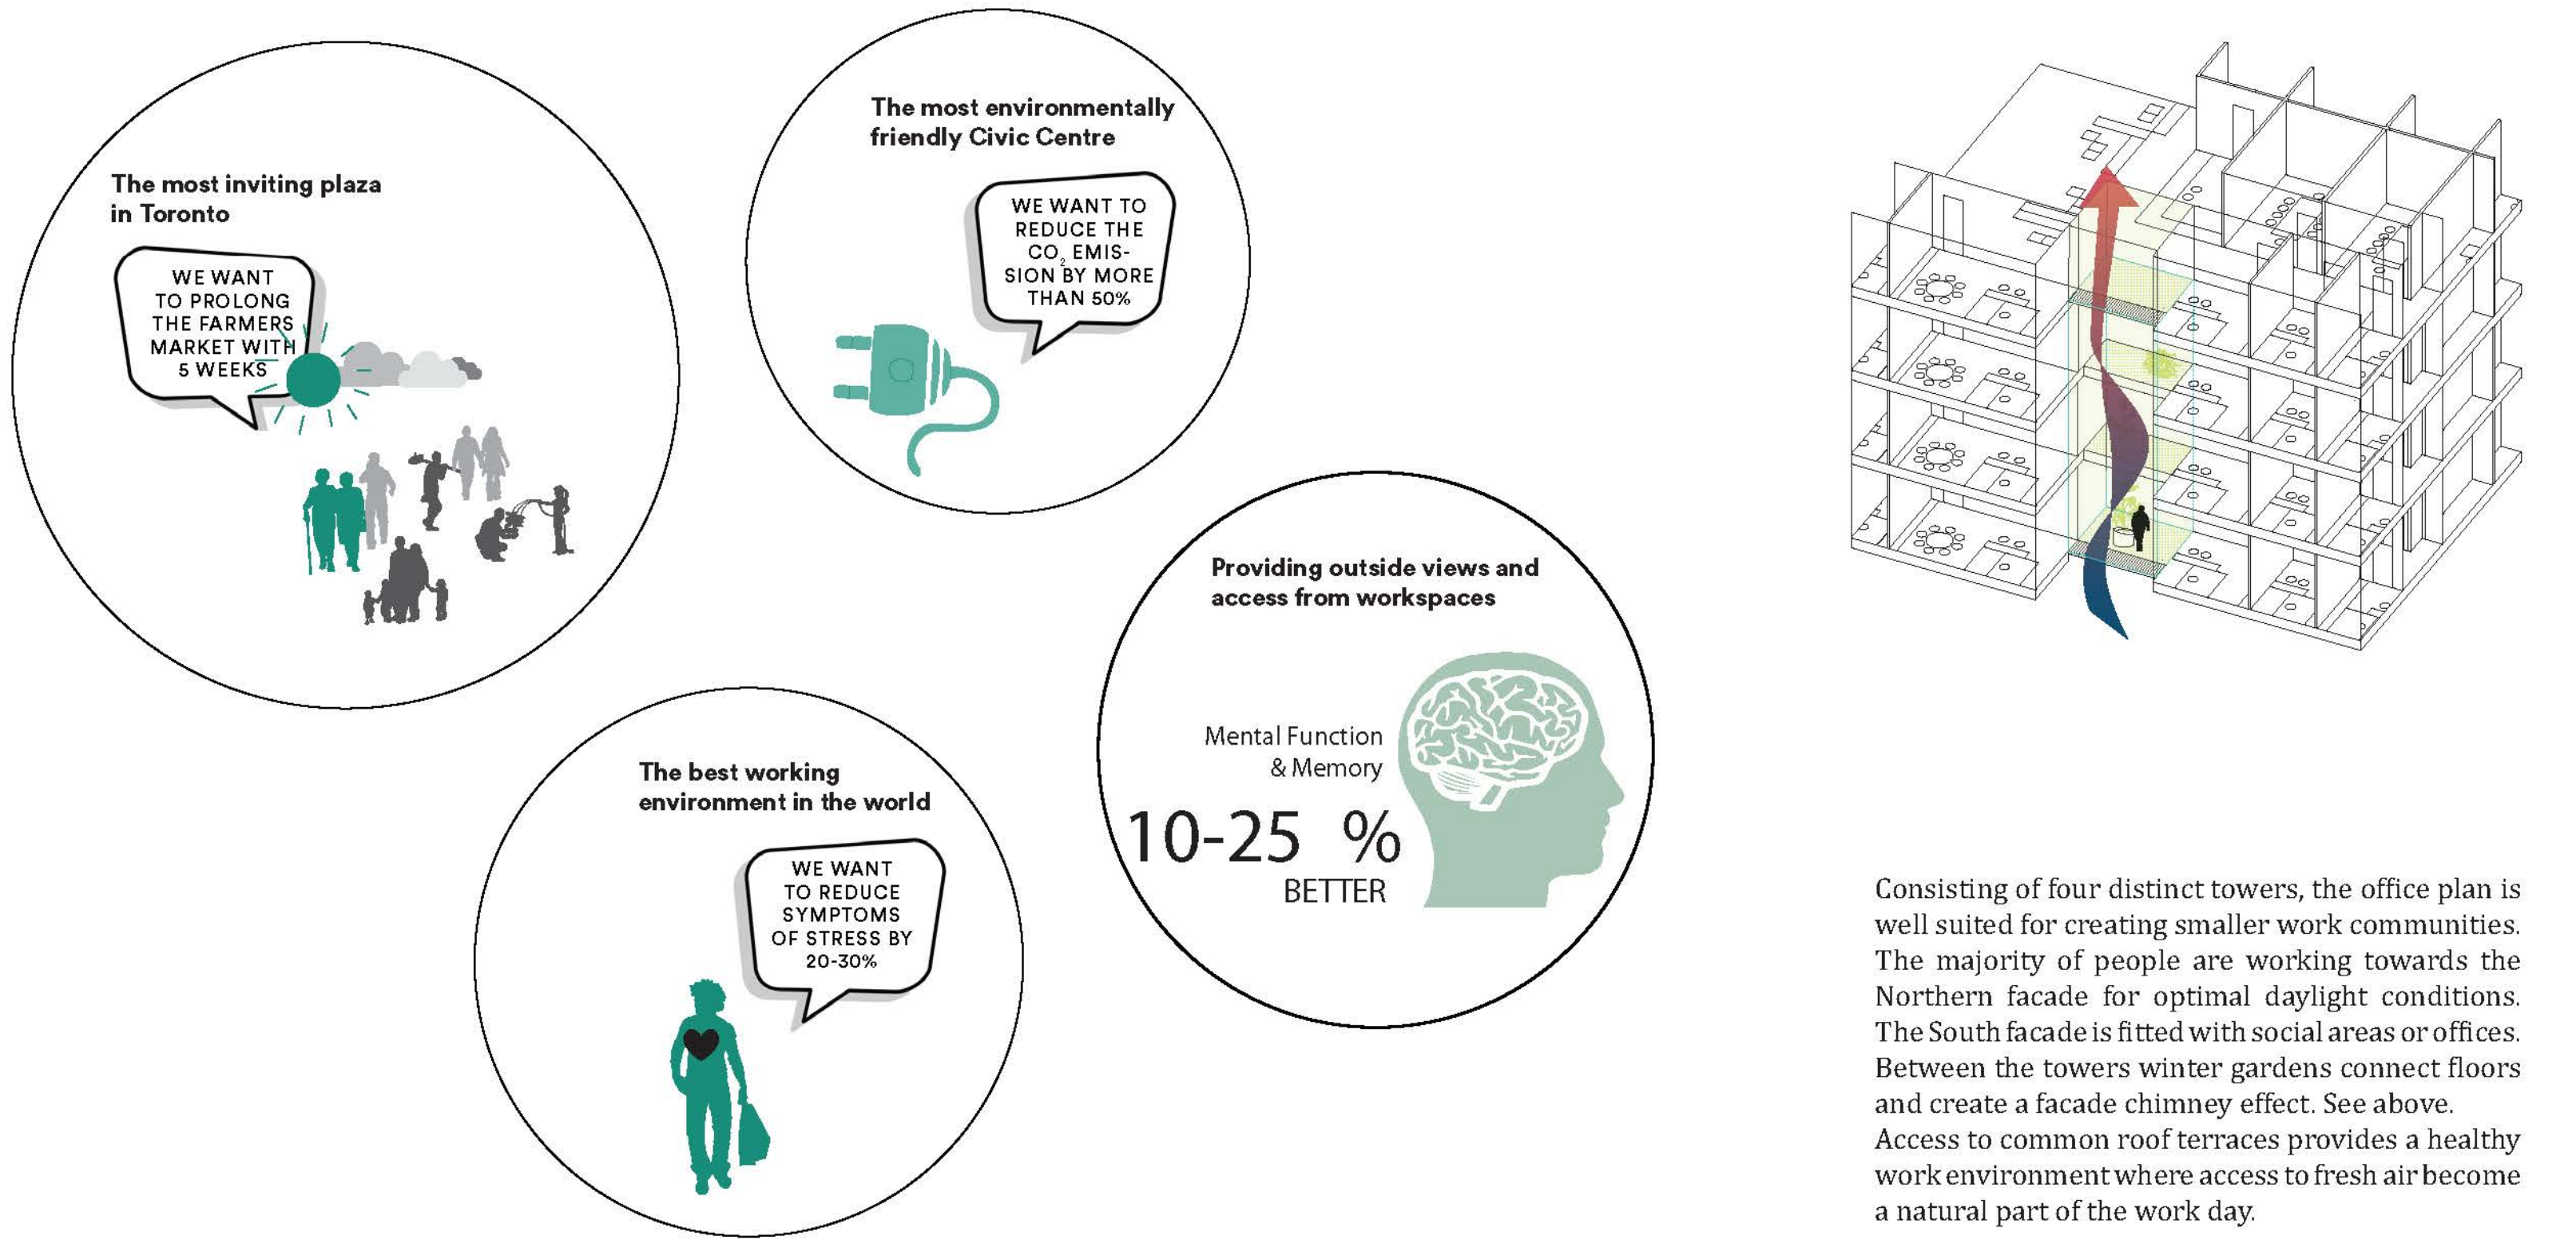 The most inviting plaza
in Toronto
WE WANT
TO PROLONG
THE FARMERS
MARKET WITH
5 WEEKS
The most environmentally
friendly Civic Centre
WE WANT TO
REDUCE THE
CO₂ EMIS-
SION BY MORE
THAN 50%
Providing outside views and
access from workspaces
Mental Function
& Memory
10-25 %
BETTER
The best working
environment in the world
WE WANT
TO REDUCE
SYMPTOMS
OF STRESS BY
20-30%
Consisting of four distinct towers, the office plan is
well suited for creating smaller work communities.
The majority of people are working towards the
Northern facade for optimal daylight conditions.
The South facade is fitted with social areas or offices.
Between the towers winter gardens connect floors
and create a facade chimney effect. See above.
Access to common roof terraces provides a healthy
work environment where access to fresh air become
a natural part of the work day.